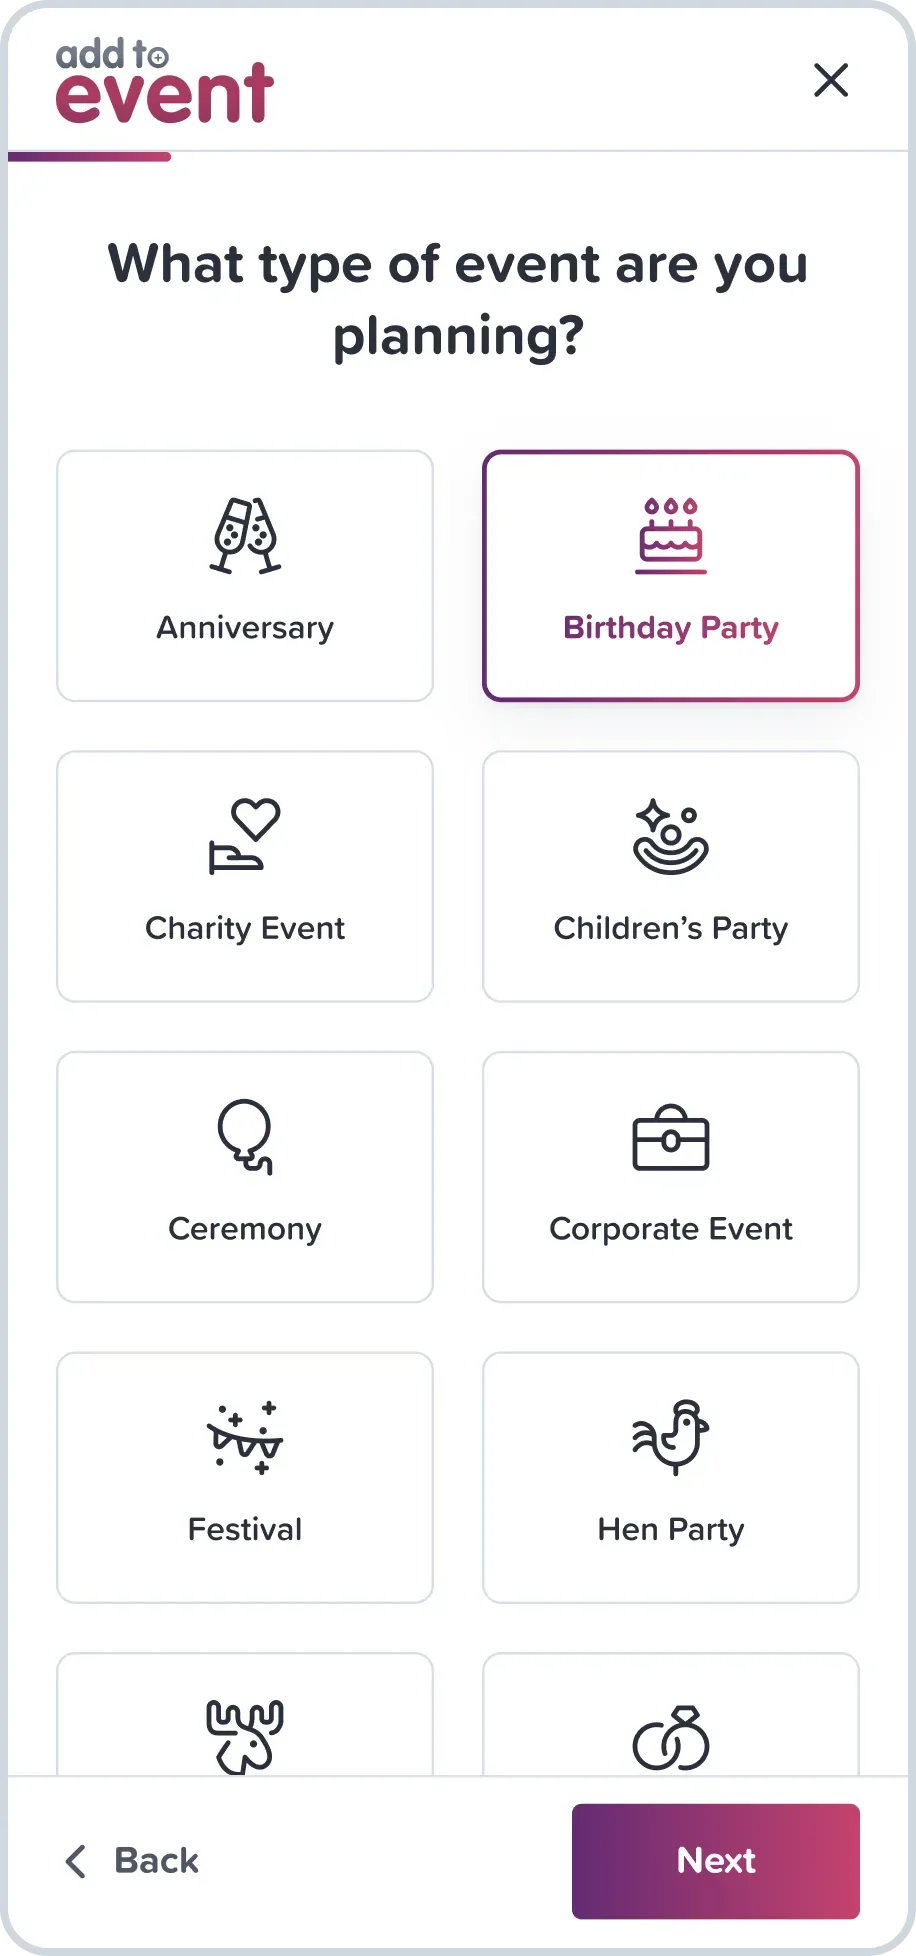 add to
event
What type of event are you
planning?
Anniversary
Birthday Party
Charity Event
Children’s Party
Ceremony
Corporate Event
Festival
Hen Party
Back
Next